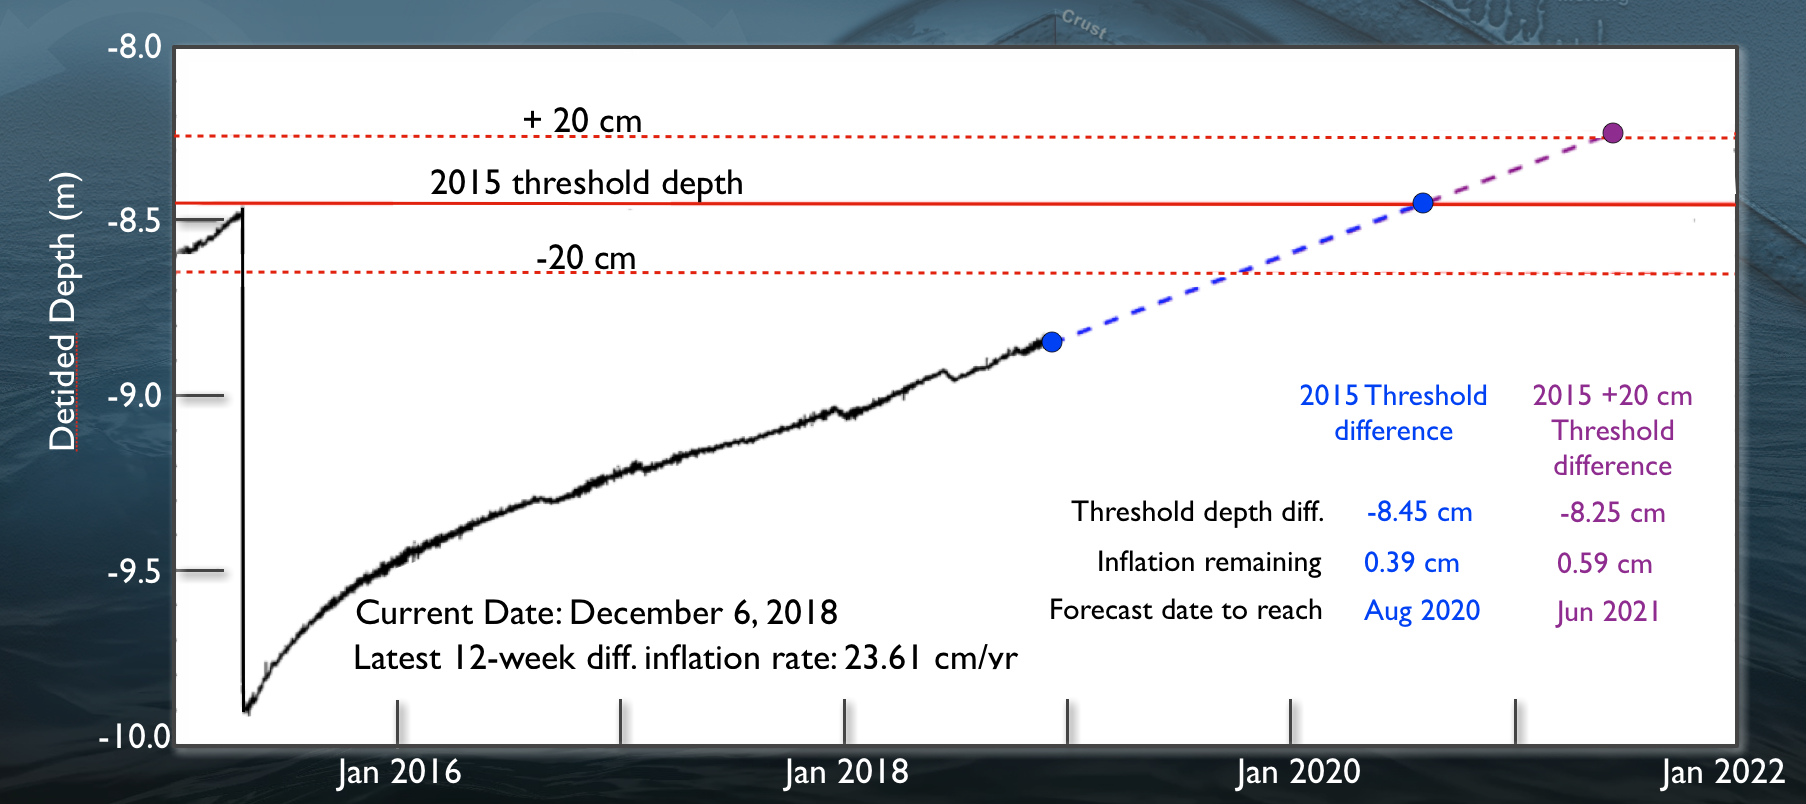 Crust
-8.0
+ 20 cm
2015 threshold depth
-8.5
-20 cm
Detided Depth (m)
-9.0
2015 Threshold
difference
2015 +20 cm
Threshold
difference
Threshold depth diff.
-8.45 cm
-8.25 cm
-9.5
Inflation remaining
0.39 cm
0.59 cm
Current Date: December 6, 2018
Forecast date to reach
Aug 2020
Jun 2021
Latest 12-week diff. inflation rate: 23.61 cm/yr
-10.0
Jan 2016
Jan 2018
Jan 2020
Jan 2022